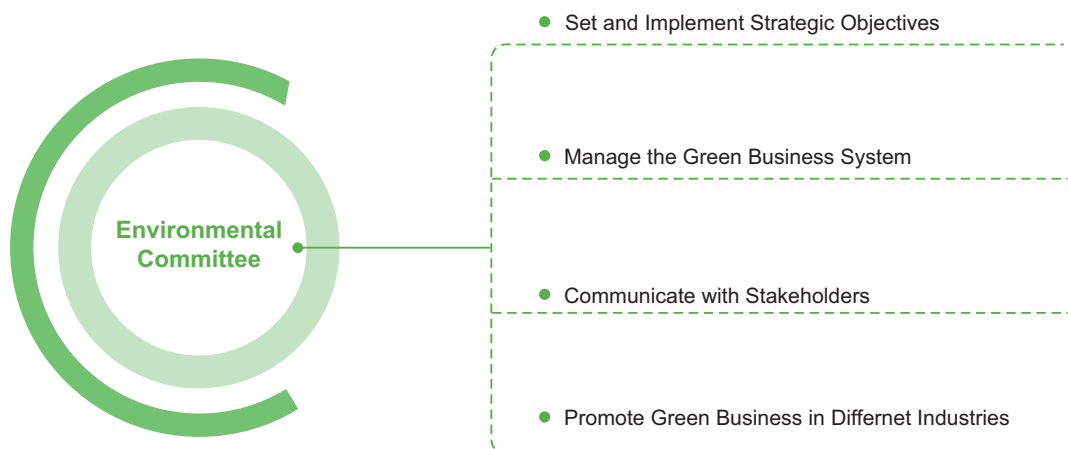 Set and Implement Strategic Objectives
Manage the Green Business System
Environmental
Committee
Communicate with Stakeholders
Promote Green Business in Differnet Industries